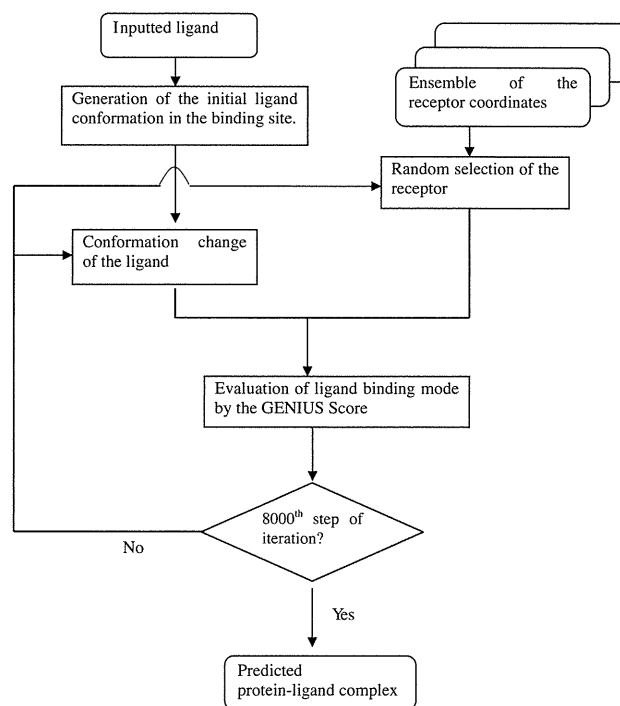 Inputted ligand
Ensemble of the
receptor coordinates
Generation of the initial ligand
conformation in the binding site.
Random selection of the
receptor
Conformation change
of the ligand
Evaluation of ligand binding mode
by the GENIUS Score
8000th step of
iteration?
No
Yes
Predicted
protein-ligand complex